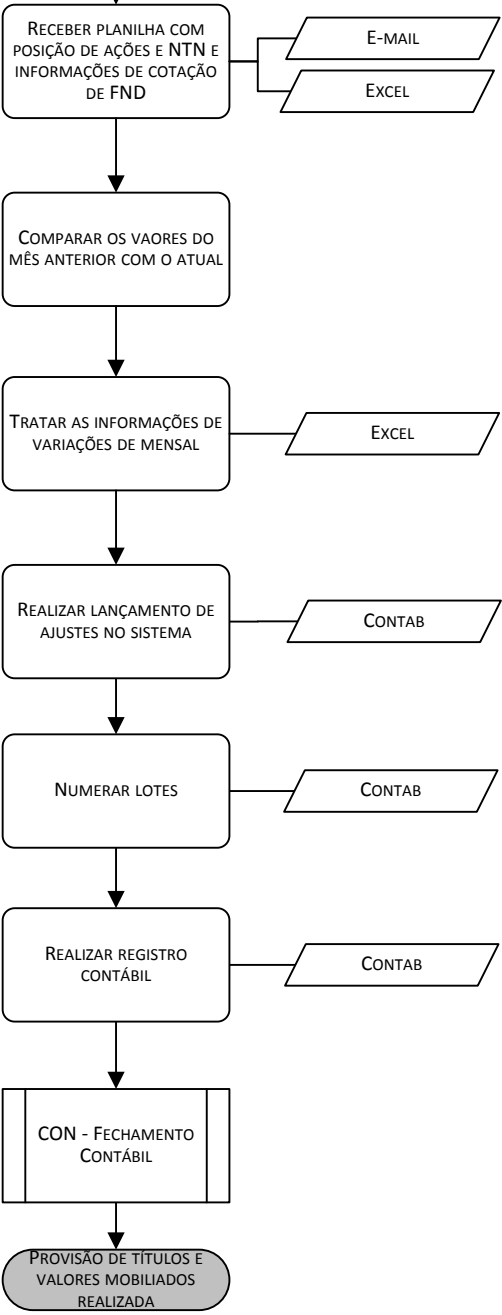 RECEBER PLANILHA COM
POSIÇÃO DE AÇÕES E NTN E
INFORMAÇÕES DE COTAÇÃO
DE FND
E-MAIL
EXCEL
COMPARAR OS VAORES DO
MÊS ANTERIOR COM O ATUAL
TRATAR AS INFORMAÇÕES DE
VARIAÇÕES DE MENSAL
EXCEL
REALIZAR LANÇAMENTO DE
AJUSTES NO SISTEMA
CONTAB
NUMERAR LOTES
CONTAB
REALIZAR REGISTRO
CONTÁBIL
CONTAB
CON - FECHAMENTO
CONTÁBIL
PROVISÃO DE TÍTULOS E
VALORES MOBILIADOS
REALIZADA